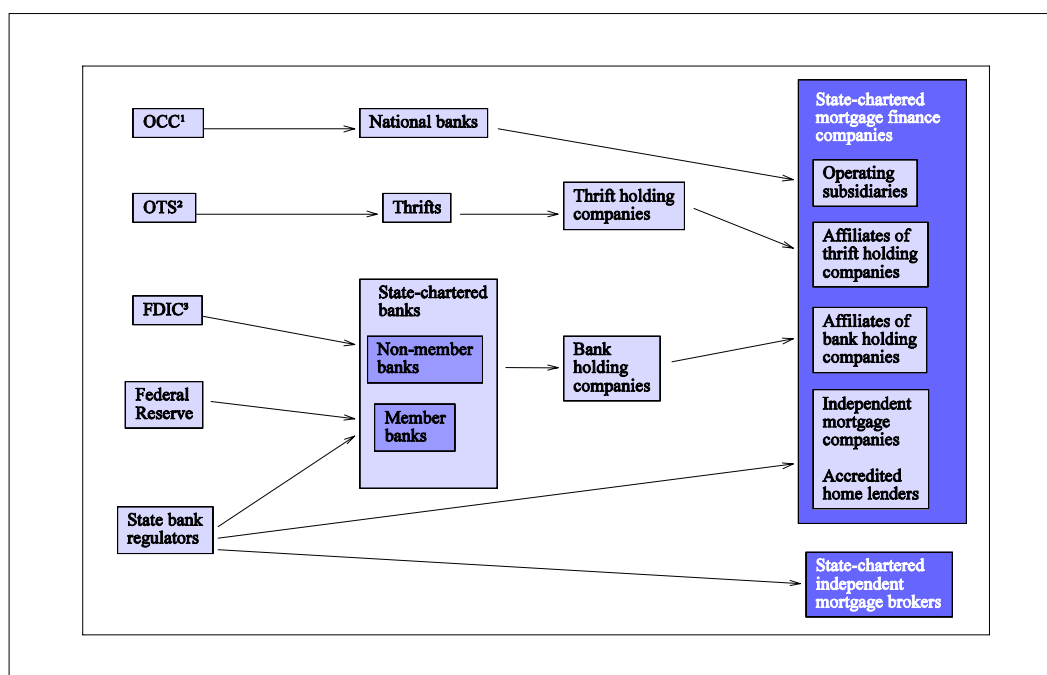 OCC¹
National banks
State-chartered
mortgage finance
companies
Operating
subsidiaries
OTS²
Thrifts
Thrift holding
companies
Affiliates of
thrift holding
companies
FDIC³
State-chartered
banks
Non-member
banks
Bank
holding
companies
Affiliates of
bank holding
companies
Federal
Reserve
Member
banks
Independent
mortgage
companies
Accredited
home lenders
State bank
regulators
State-chartered
independent
mortgage brokers